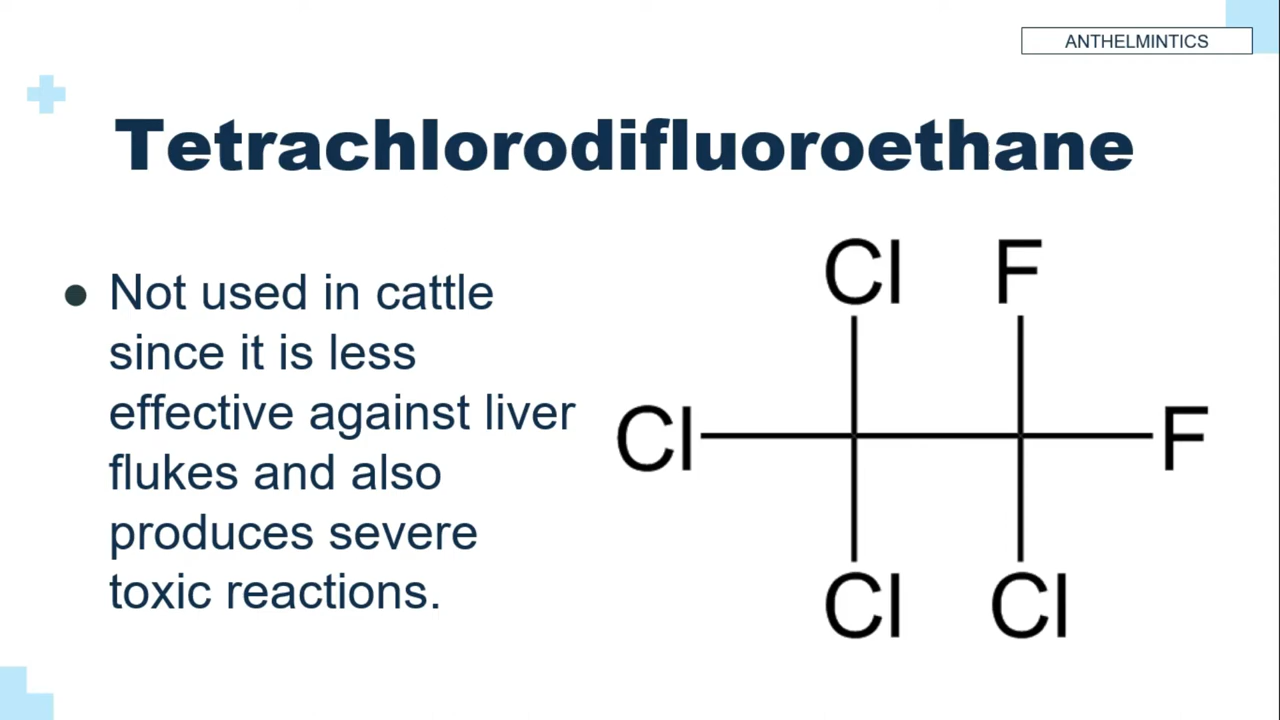 ANTHELMINTICS
Tetrachlorodifluoroethane
● Not used in cattle
since it is less
effective against liver
flukes and also
produces severe
toxic reactions.
Cl F
Cl F
Cl Cl